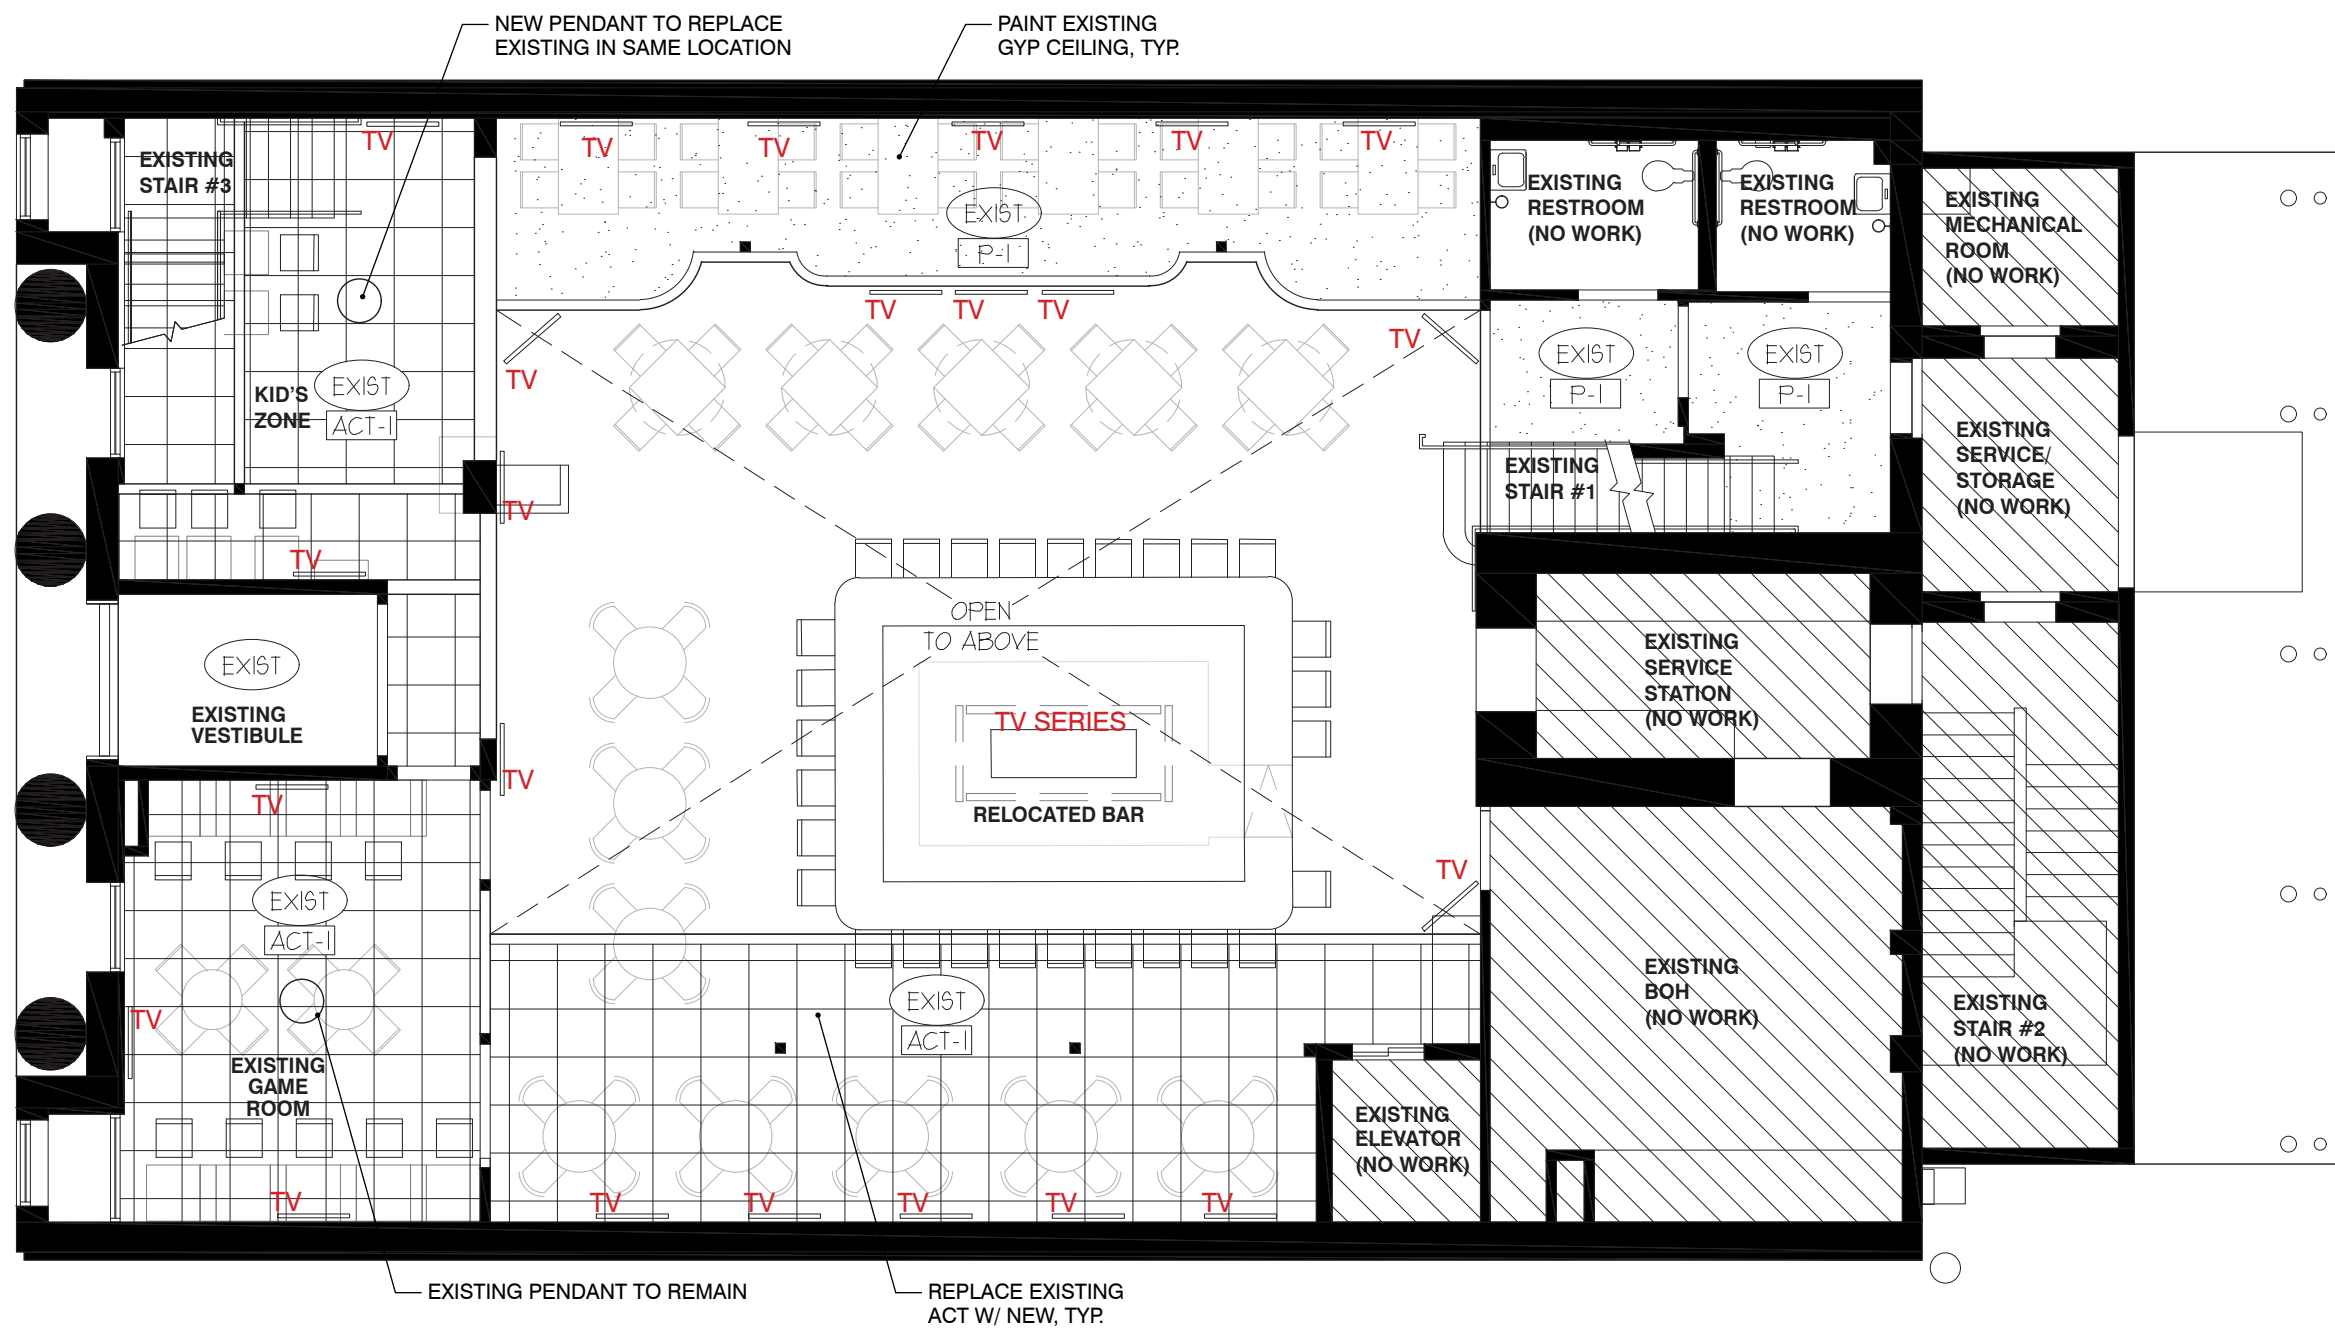 NEW PENDANT TO REPLACE
EXISTING IN SAME LOCATION
PAINT EXISTING
GYP CEILING, TYP.
TV
TV
TV
TV
TV
TV
EXISTING
STAIR #3
EXISTING
RESTROOM
(NO WORK)
EXISTING
RESTROOM
(NO WORK)
EXISTING
MECHANICAL
ROOM
(NO WORK)
EXIST
P-1
TV
TV
TV
TV
TV
EXIST
P-1
EXIST
P-1
KID'S
ZONE
EXIST
ACT-1
EXISTING
STAIR #1
EXISTING
SERVICE/
STORAGE
(NO WORK)
TV
TV
OPEN
TO ABOVE
EXIST
EXISTING
VESTIBULE
EXISTING
SERVICE
STATION
(NO WORK)
TV SERIES
RELOCATED BAR
TV
TV
TV
EXIST
ACT-1
EXIST
ACT-1
TV
EXISTING
GAME
ROOM
EXISTING
BOH
(NO WORK)
EXISTING
STAIR #2
(NO WORK)
EXISTING
ELEVATOR
(NO WORK)
TV
TV
TV
TV
TV
TV
EXISTING PENDANT TO REMAIN
REPLACE EXISTING
ACT W/ NEW, TYP.